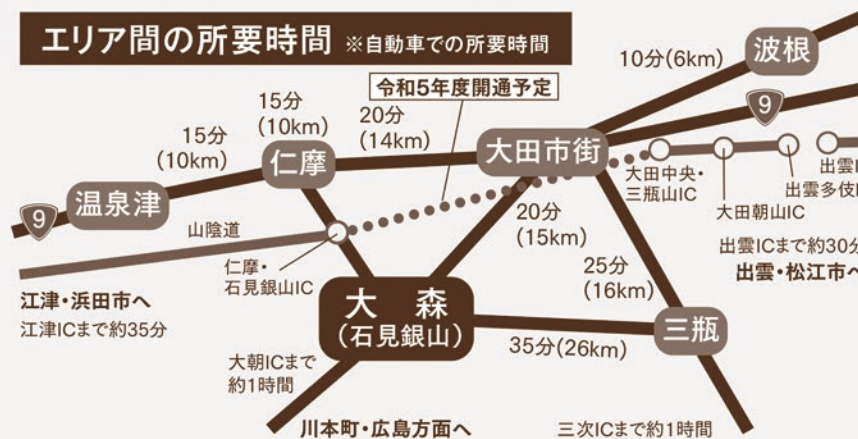 エリア間の所要時間 ※自動車での所要時間
令和5年度開通予定
10分(6km)
波根
9
15分
(10km)
15分
(10km)
20分
(14km)
仁摩
大田市街
温泉津
9
山陰道
仁摩・
石見銀山IC
20分
(15km)
大田中央・
三瓶山IC
大田朝山IC
出雲多伎I
出雲I
出雲ICまで約30分
出雲・松江市へ
江津・浜田市へ
江津ICまで約35分
大　森
(石見銀山)
25分
(16km)
三瓶
35分(26km)
大朝ICまで
約1時間
川本町・広島方面へ
三次ICまで約1時間